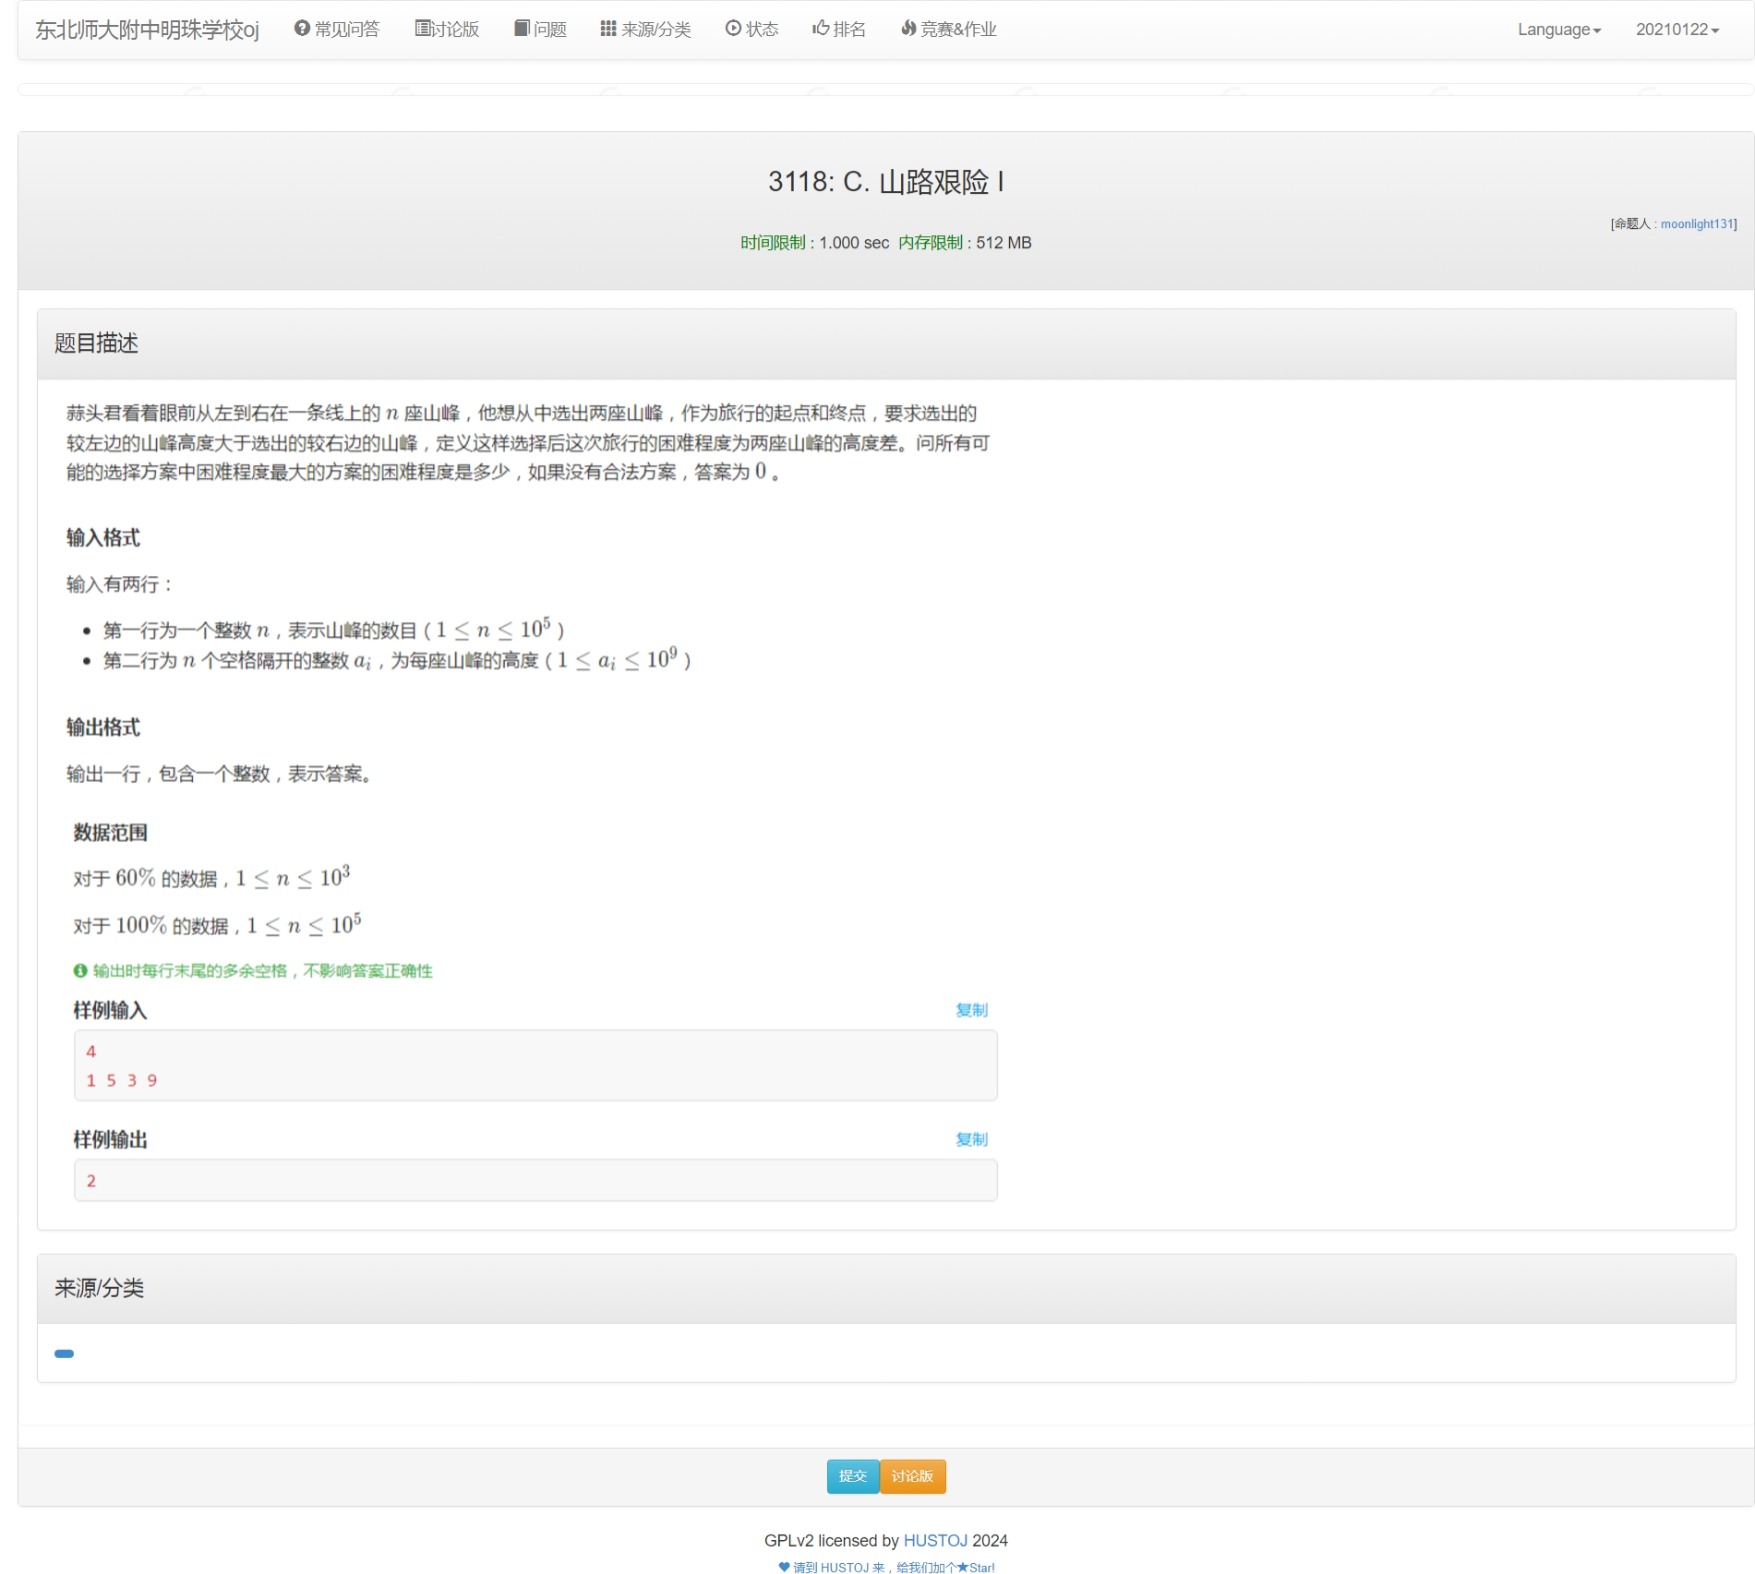 东北师大附中明珠学校oj 常见问答 讨论版 问题 来源/分类 状态 排名 竞赛&作业 Language 20210122
3118: C. 山路艰险 I
[命题人 : moonlight131]
时间限制 : 1.000 sec 内存限制 : 512 MB
题目描述
蒜头君看着眼前从左到右在一条线上的 n 座山峰，他想从中选出两座山峰，作为旅行的起点和终点，要求选出的
较左边的山峰高度大于选出的较右边的山峰，定义这样选择后这次旅行的困难程度为两座山峰的高度差。问所有可
能的选择方案中困难程度最大的方案的困难程度是多少，如果没有合法方案，答案为 0 。
输入格式
输入有两行：
• 第一行为一个整数 n，表示山峰的数目 ( 1 ≤ n ≤ 10^5 )
• 第二行为 n 个空格隔开的整数 a_i，为每座山峰的高度 ( 1 ≤ a_i ≤ 10^9 )
输出格式
输出一行，包含一个整数，表示答案。
数据范围
对于 60% 的数据，1 ≤ n ≤ 10^3
对于 100% 的数据，1 ≤ n ≤ 10^5
输出时每行末尾的多余空格，不影响答案正确性
样例输入 复制
4
1 5 3 9
样例输出 复制
2
来源/分类
提交 讨论版
GPLv2 licensed by HUSTOJ 2024
♥ 请到 HUSTOJ 来，给我们加个★Star!